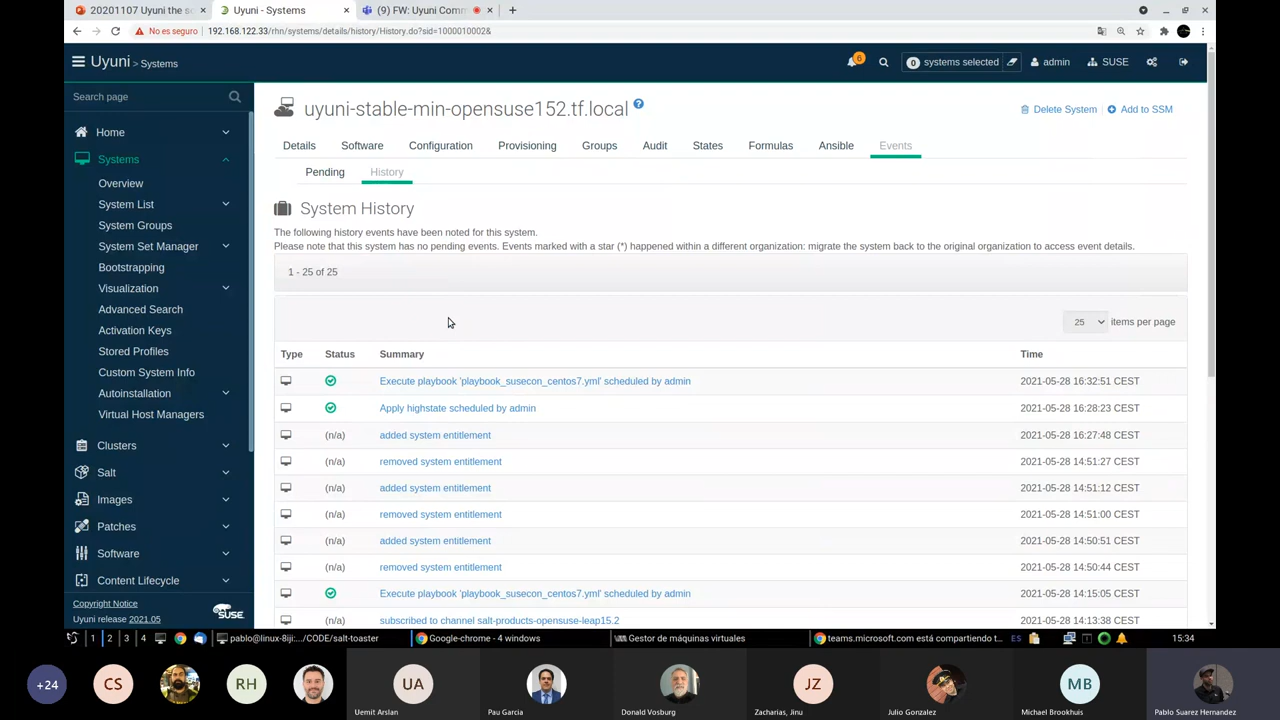 20201107 Uyuni the s
Uyuni - Systems
(9) FW: Uyuni Comm
No es seguro
192.168.122.33/rhn/systems/details/history/History.do?sid=1000010002&
Uyuni > Systems
6
0 systems selected
admin
SUSE
Search page
Home
Systems
Overview
System List
System Groups
System Set Manager
Bootstrapping
Visualization
Advanced Search
Activation Keys
Stored Profiles
Custom System Info
Autoinstallation
Virtual Host Managers
Clusters
Salt
Images
Patches
Software
Content Lifecycle
Copyright Notice
Uyuni release 2021.05
SUSE
uyuni-stable-min-opensuse152.tf.local
Delete System
Add to SSM
Details Software Configuration Provisioning Groups Audit States Formulas Ansible Events
Pending History
System History
The following history events have been noted for this system.
Please note that this system has no pending events. Events marked with a star (*) happened within a different organization: migrate the system back to the original organization to access event details.
1 - 25 of 25
25 items per page
Type Status Summary Time
Execute playbook 'playbook_susecon_centos7.yml' scheduled by admin 2021-05-28 16:32:51 CEST
Apply highstate scheduled by admin 2021-05-28 16:28:23 CEST
(n/a) added system entitlement 2021-05-28 16:27:48 CEST
(n/a) removed system entitlement 2021-05-28 14:51:27 CEST
(n/a) added system entitlement 2021-05-28 14:51:12 CEST
(n/a) removed system entitlement 2021-05-28 14:51:00 CEST
(n/a) added system entitlement 2021-05-28 14:50:51 CEST
(n/a) removed system entitlement 2021-05-28 14:50:44 CEST
Execute playbook 'playbook_susecon_centos7.yml' scheduled by admin 2021-05-28 14:15:05 CEST
(n/a) subscribed to channel salt-products-opensuse-leap15.2 2021-05-28 14:13:38 CEST
1 2 3 4
pablo@linux-8iji:.../CODE/salt-toaster
Google-chrome - 4 windows
Gestor de máquinas virtuales
teams.microsoft.com está compartiendo t...
ES
15:34
+24
CS
RH
UA
JZ
MB
Uemit Arslan
Pau Garcia
Donald Vosburg
Zacharias, Jinu
Julio Gonzalez
Michael Brookhuis
Pablo Suarez Hernandez